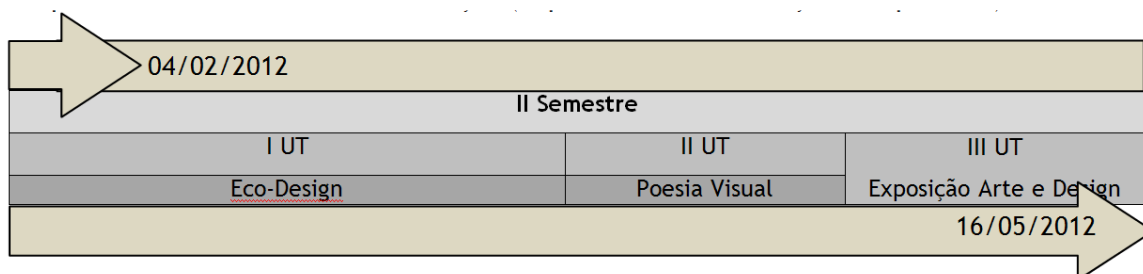 04/02/2012
II Semestre
I UT II UT III UT
Eco-Design Poesia Visual Exposição Arte e Design
16/05/2012